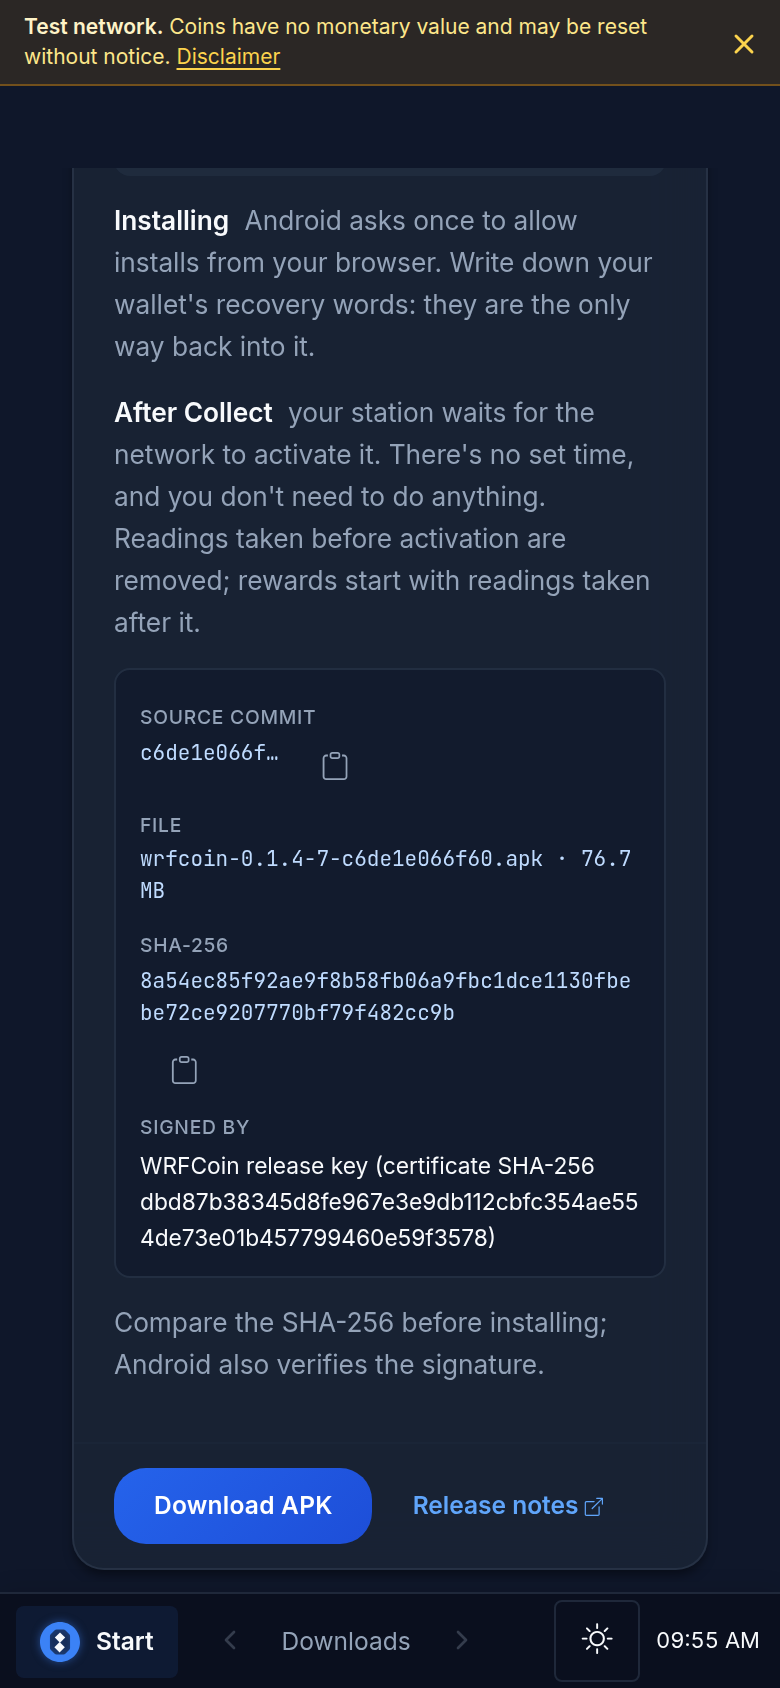 Test network. Coins have no monetary value and may be reset
without notice. Disclaimer
Installing Android asks once to allow
installs from your browser. Write down your
wallet's recovery words: they are the only
way back into it.
After Collect your station waits for the
network to activate it. There's no set time,
and you don't need to do anything.
Readings taken before activation are
removed; rewards start with readings taken
after it.
SOURCE COMMIT
c6de1e066f…
FILE
wrfcoin-0.1.4-7-c6de1e066f60.apk · 76.7
MB
SHA-256
8a54ec85f92ae9f8b58fb06a9fbc1dce1130fbe
be72ce9207770bf79f482cc9b
SIGNED BY
WRFCoin release key (certificate SHA-256
dbd87b38345d8fe967e3e9db112cbfc354ae55
4de73e01b457799460e59f3578)
Compare the SHA-256 before installing;
Android also verifies the signature.
Download APK
Release notes
Start
Downloads
09:55 AM